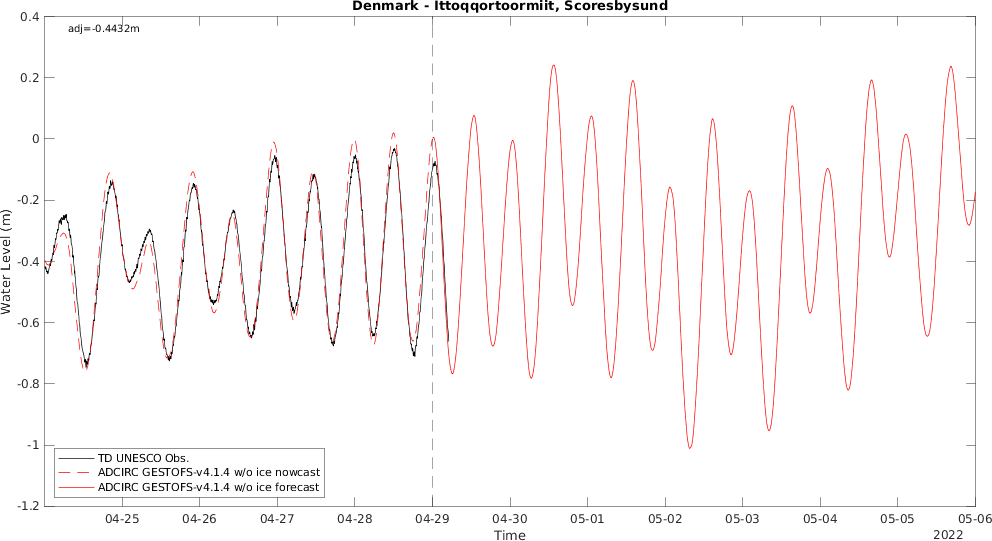 Denmark - Ittoqqortoormiit, Scoresbysund
adj=-0.4432m
0.4
0.2
0
-0.2
-0.4
-0.6
-0.8
-1
-1.2
Water Level (m)
TD UNESCO Obs.
ADCIRC GESTOFS-v4.1.4 w/o ice nowcast
ADCIRC GESTOFS-v4.1.4 w/o ice forecast
04-25 04-26 04-27 04-28 04-29 04-30 05-01 05-02 05-03 05-04 05-05 05-06
Time
2022